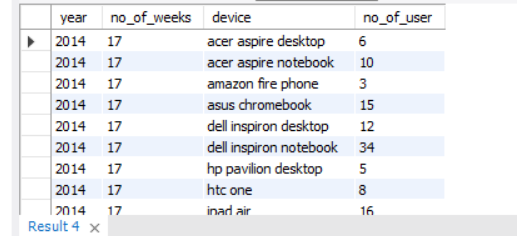 year no_of_weeks device no_of_user
2014 17 acer aspire desktop 6
2014 17 acer aspire notebook 10
2014 17 amazon fire phone 3
2014 17 asus chromebook 15
2014 17 dell inspiron desktop 12
2014 17 dell inspiron notebook 34
2014 17 hp pavilion desktop 5
2014 17 htc one 8
2014 17 ipad air 16
Result 4 ×